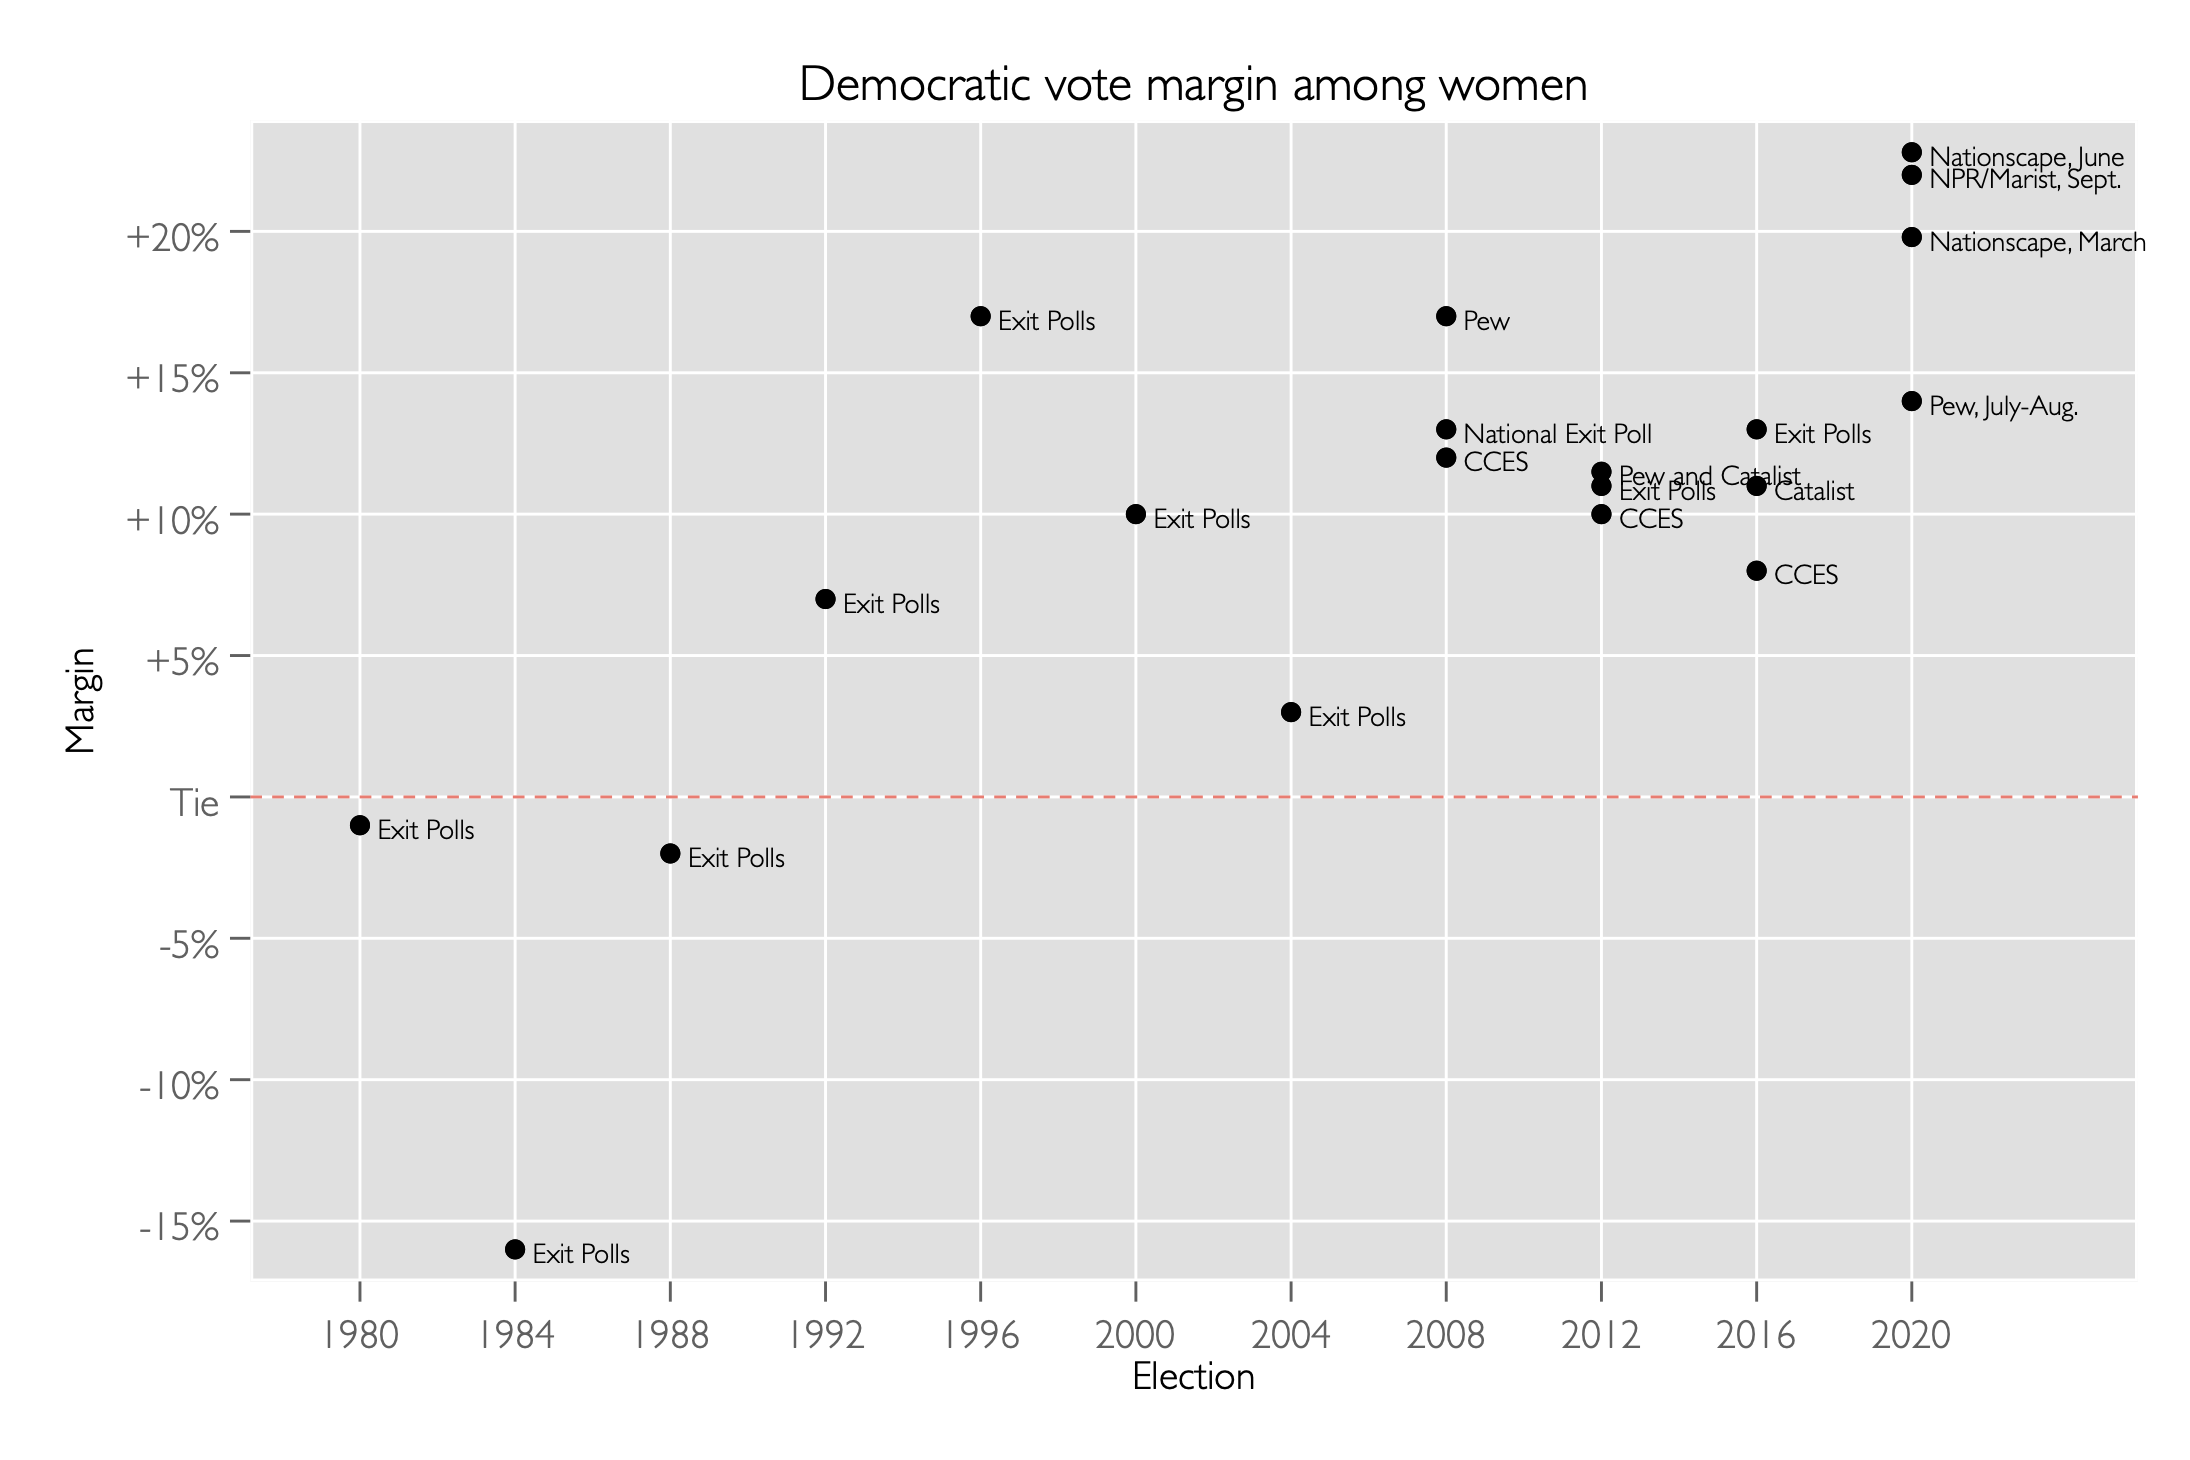 Democratic vote margin among women
Nationscape, June
NPR/Marist, Sept.
+20%
Nationscape, March
Exit Polls
Pew
+15%
Pew, July-Aug.
National Exit Poll
Exit Polls
CCES
Pew and Catalist
Exit Polls
Catalist
+10%
Exit Polls
CCES
CCES
Exit Polls
+5%
Margin
Exit Polls
Tie
Exit Polls
Exit Polls
-5%
-10%
-15%
Exit Polls
1980 1984 1988 1992 1996 2000 2004 2008 2012 2016 2020
Election